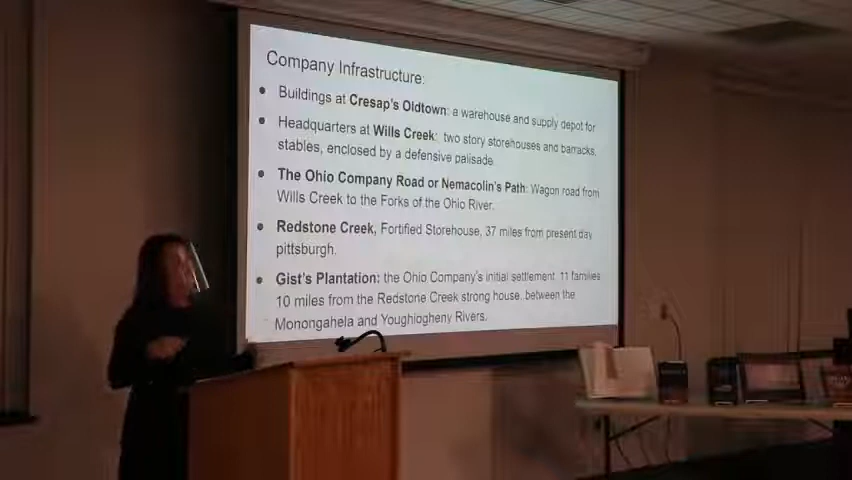 Company Infrastructure:
• Buildings at Cresap's Oldtown: a warehouse and supply depot for
• Headquarters at Wills Creek: two story storehouses and barracks,
stables, enclosed by a defensive palisade
• The Ohio Company Road or Nemacolin's Path: Wagon road from
Wills Creek to the Forks of the Ohio River.
• Redstone Creek, Fortified Storehouse, 37 miles from present day
pittsburgh.
• Gist's Plantation: the Ohio Company's initial settlement 11 families
10 miles from the Redstone Creek strong house, between the
Monongahela and Youghiogheny Rivers.